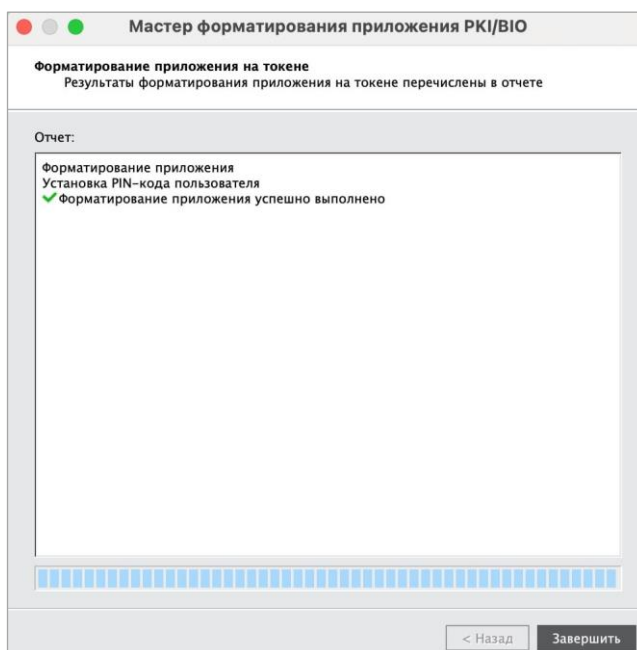 Мастер форматирования приложения PKI/BIO
Форматирование приложения на токене
Результаты форматирования приложения на токене перечислены в отчете
Отчет:
Форматирование приложения
Установка PIN-кода пользователя
Форматирование приложения успешно выполнено
< Назад
Завершить